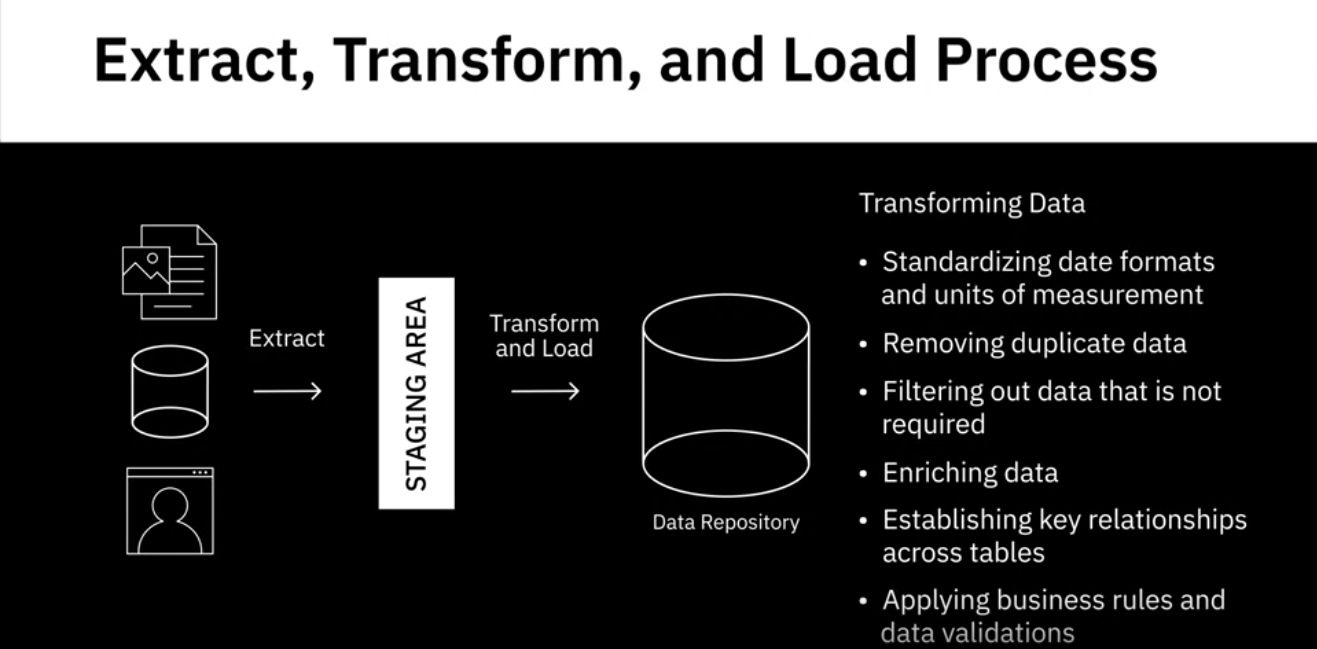 Extract, Transform, and Load Process
Extract
STAGING AREA
Transform
and Load
Data Repository
Transforming Data
• Standardizing date formats
and units of measurement
• Removing duplicate data
• Filtering out data that is not
required
• Enriching data
• Establishing key relationships
across tables
• Applying business rules and
data validations